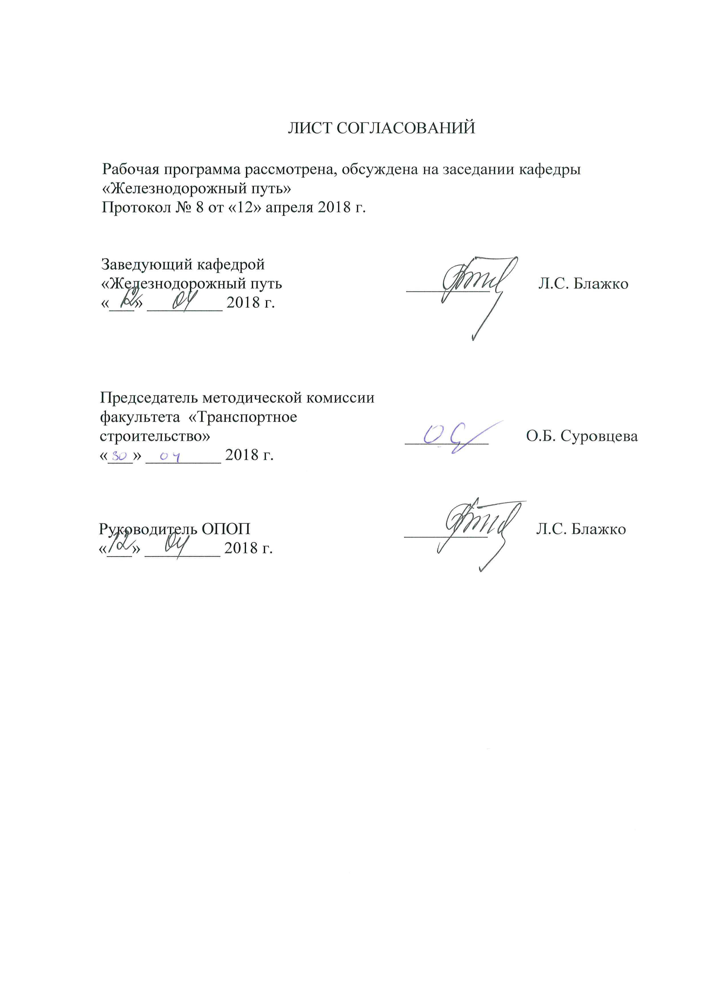 ЛИСТ СОГЛАСОВАНИЙ
Рабочая программа рассмотрена, обсуждена на заседании кафедры
«Железнодорожный путь»
Протокол № 8 от «12» апреля 2018 г.
Заведующий кафедрой
«Железнодорожный путь Л.С. Блажко
«12» 04 2018 г.
Председатель методической комиссии
факультета «Транспортное
строительство» О.Б. Суровцева
«30» 04 2018 г.
Руководитель ОПОП Л.С. Блажко
«12» 04 2018 г.